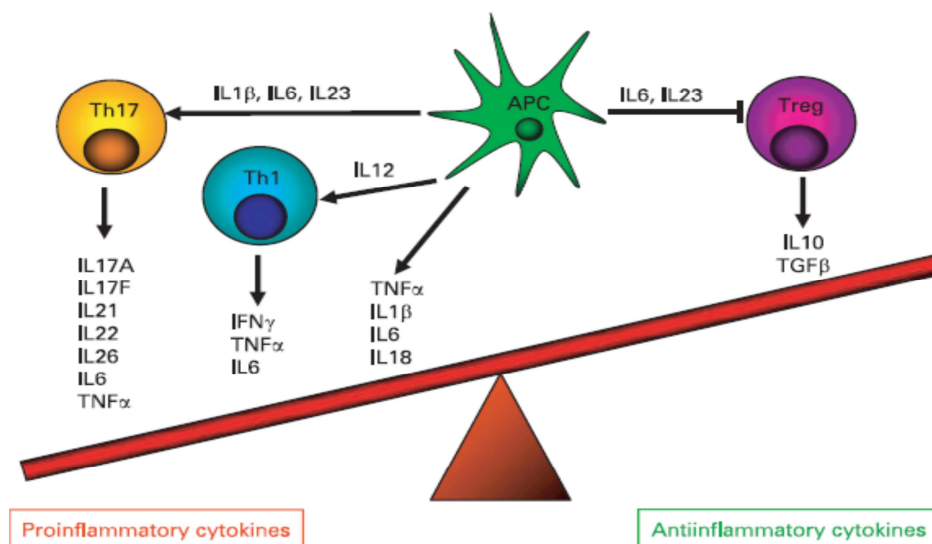 IL1β, IL6, IL23
APC
IL6, IL23
Th17
Treg
Th1
IL12
IL17A
IL17F
IL21
IL22
IL26
IL6
TNFα
IFNγ
TNFα
IL6
TNFα
IL1β
IL6
IL18
IL10
TGFβ
Proinflammatory cytokines
Antiinflammatory cytokines